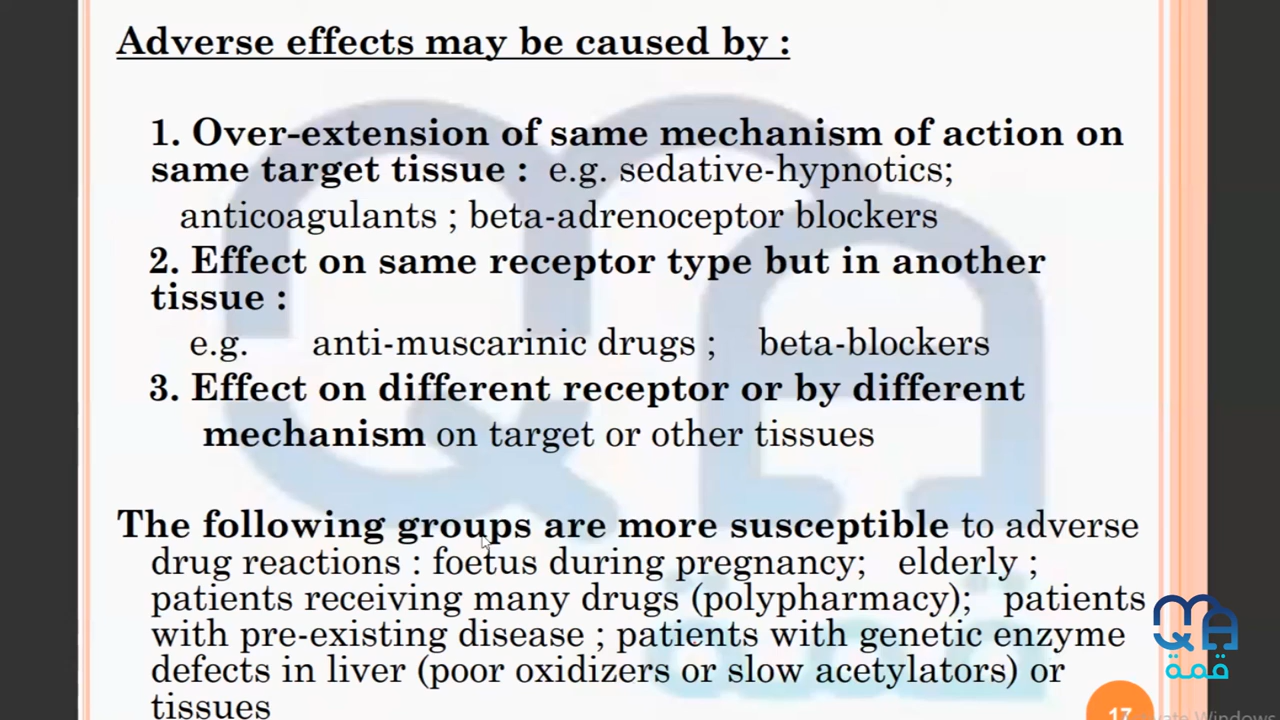 Adverse effects may be caused by :
1. Over-extension of same mechanism of action on
same target tissue : e.g. sedative-hypnotics;
anticoagulants ; beta-adrenoceptor blockers
2. Effect on same receptor type but in another
tissue :
e.g. anti-muscarinic drugs ; beta-blockers
3. Effect on different receptor or by different
mechanism on target or other tissues
The following groups are more susceptible to adverse
drug reactions : foetus during pregnancy; elderly ;
patients receiving many drugs (polypharmacy); patients
with pre-existing disease ; patients with genetic enzyme
defects in liver (poor oxidizers or slow acetylators) or
tissues
قمة
17
Windows